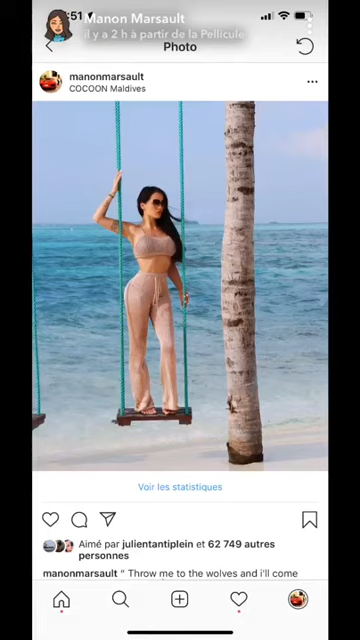 :51
Manon Marsault
il y a 2 h à partir de la Pellicule
Photo
manonmarsault
COCOON Maldives
Voir les statistiques
Aimé par julientantiplein et 62 749 autres
personnes
manonmarsault " Throw me to the wolves and i'll come